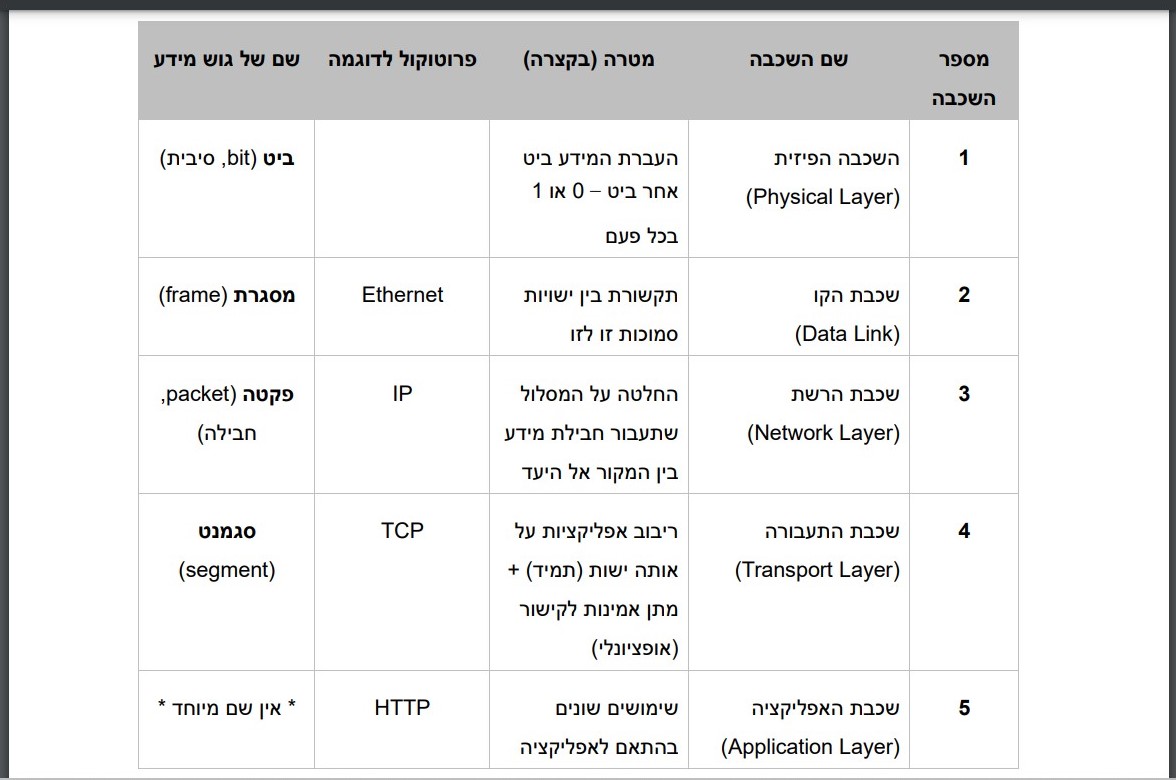 מספר
השכבה
שם השכבה
מטרה (בקצרה)
פרוטוקול לדוגמה
שם של גוש מידע
1
השכבה הפיזית
(Physical Layer)
העברת המידע ביט
אחר ביט – 0 או 1
בכל פעם
ביט (bit, סיבית)
2
שכבת הקו
(Data Link)
תקשורת בין ישויות
סמוכות זו לזו
Ethernet
מסגרת (frame)
3
שכבת הרשת
(Network Layer)
החלטה על המסלול
שתעבור חבילת מידע
בין המקור אל היעד
IP
פקטה (packet,
חבילה)
4
שכבת התעבורה
(Transport Layer)
ריבוב אפליקציות על
אותה ישות (תמיד) +
מתן אמינות לקישור
(אופציונלי)
TCP
סגמנט
(segment)
5
שכבת האפליקציה
(Application Layer)
שימושים שונים
בהתאם לאפליקציה
HTTP
* אין שם מיוחד *